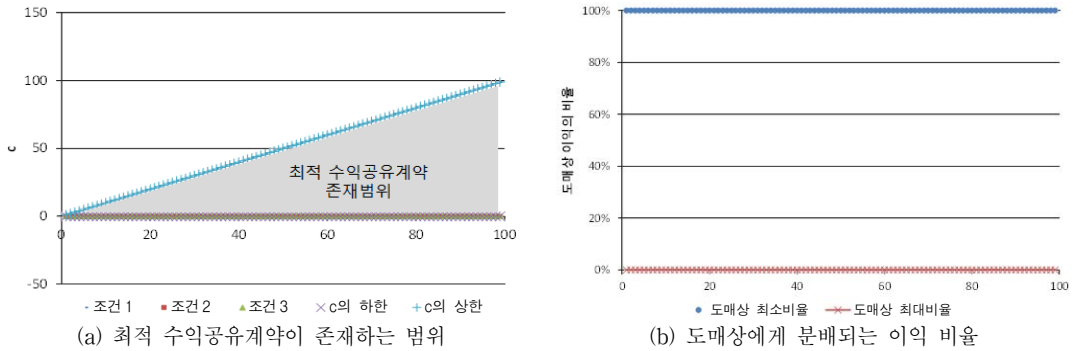 150
100
50
0
-50
c
0 20 40 60 80 100
최적 수익공유계약
존재범위
조건 1 조건 2 조건 3 c의 하한 c의 상한
(a) 최적 수익공유계약이 존재하는 범위
100%
80%
60%
40%
20%
0%
도매상 이익의 비율
0 20 40 60 80 100
도매상 최소비율 도매상 최대비율
(b) 도매상에게 분배되는 이익 비율